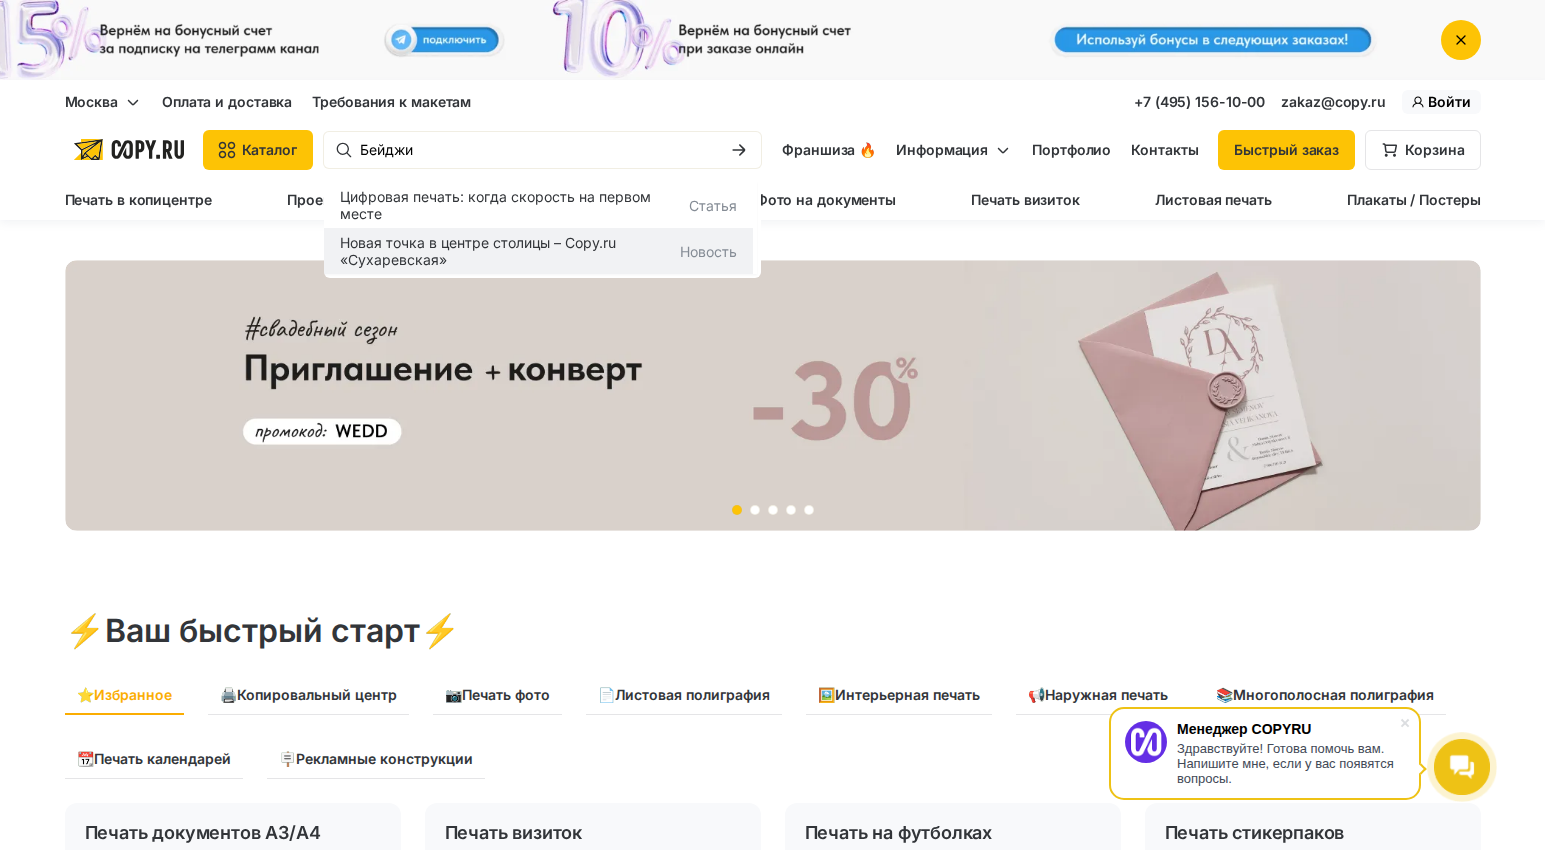 15%
Вернём на бонусный счет
за подписку на телеграмм канал
подключить
10%
Вернём на бонусный счет
при заказе онлайн
Используй бонусы в следующих заказах!
Москва
Оплата и доставка
Требования к макетам
+7 (495) 156-10-00
zakaz@copy.ru
Войти
COPY.RU
Каталог
Бейджи
Франшиза 🔥
Информация
Портфолио
Контакты
Быстрый заказ
Корзина
Печать в копицентре
Прое
Фото на документы
Печать визиток
Листовая печать
Плакаты / Постеры
Цифровая печать: когда скорость на первом
месте
Статья
Новая точка в центре столицы – Copy.ru
«Сухаревская»
Новость
#свадебный сезон
Приглашение + конверт
промокод: WEDD
-30%
DA
&
⚡Ваш быстрый старт⚡
⭐Избранное
🖨️Копировальный центр
📷Печать фото
📄Листовая полиграфия
🖼️Интерьерная печать
📢Наружная печать
📚Многополосная полиграфия
📆Печать календарей
🪧Рекламные конструкции
Менеджер COPYRU
Здравствуйте! Готова помочь вам.
Напишите мне, если у вас появятся
вопросы.
Печать документов А3/А4
Печать визиток
Печать на футболках
Печать стикерпаков